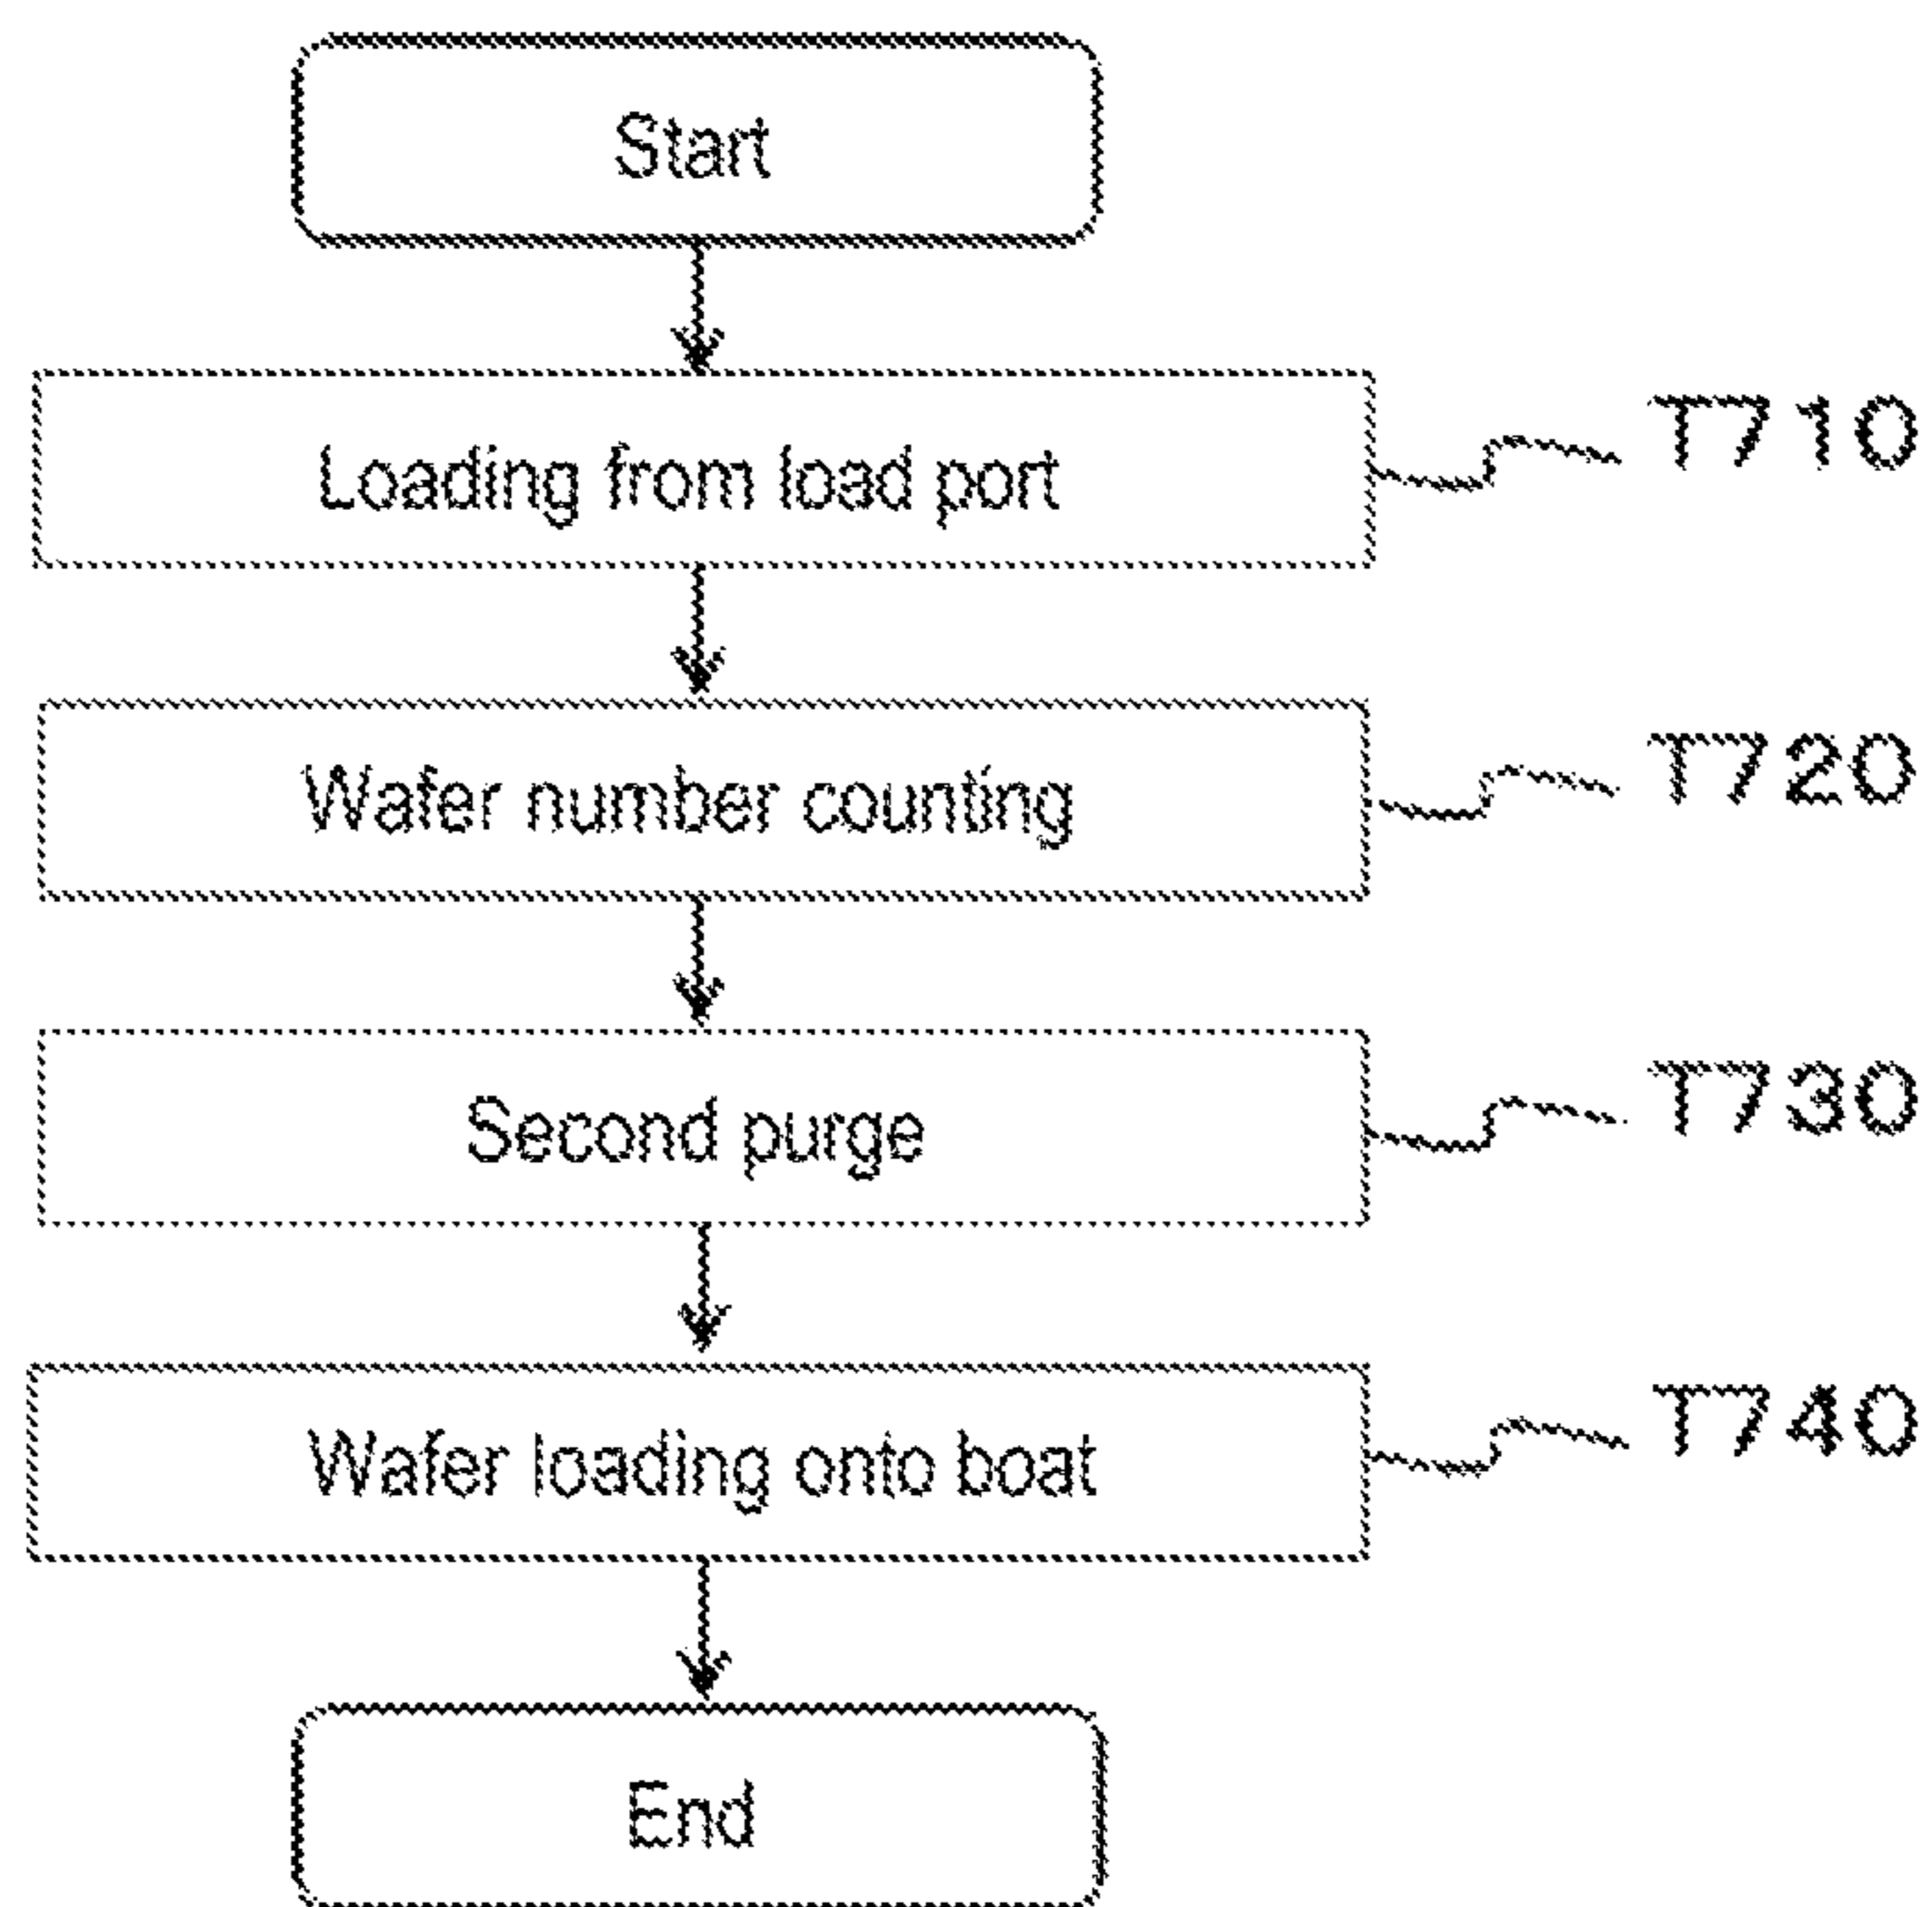 Start
Loading from load port
T710
Wafer number counting
T720
Second purge
T730
Wafer loading onto boat
T740
End